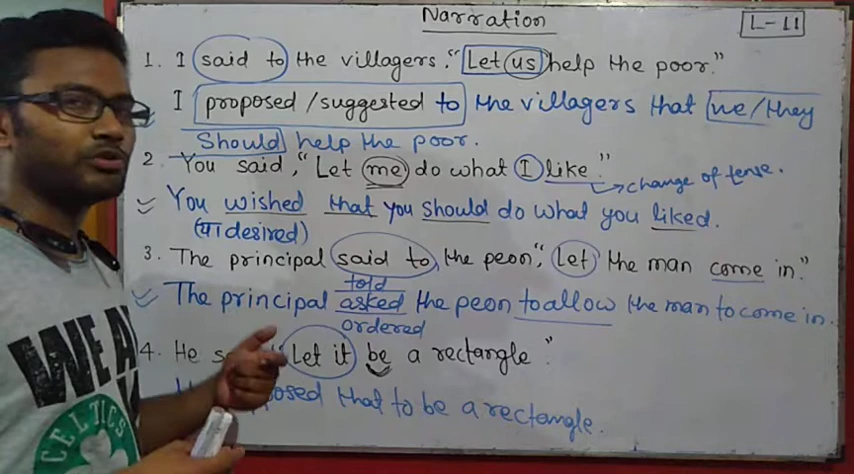 Narration
L-11
1. I said to the villagers, "Let us help the poor."
I proposed/suggested to the villagers that we/they
should help the poor.
2. You said, "Let me do what I like."
change of tense.
You wished that you should do what you liked.
(या desired)
3. The principal said to the peon, "Let the man come in."
told
The principal asked the peon to allow the man to come in.
ordered
4. He "Let it be a rectangle."
that to be a rectangle.
WE A
CELTICS